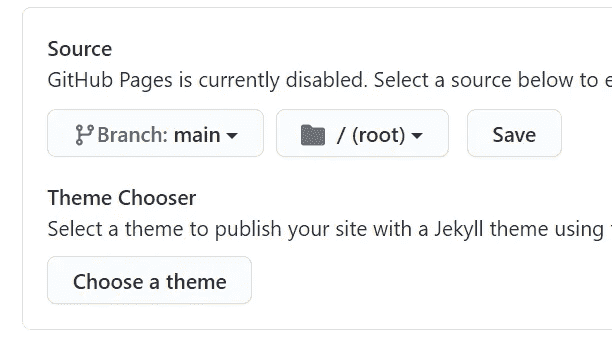 Source
GitHub Pages is currently disabled. Select a source below to
Branch: main / (root) Save
Theme Chooser
Select a theme to publish your site with a Jekyll theme using
Choose a theme